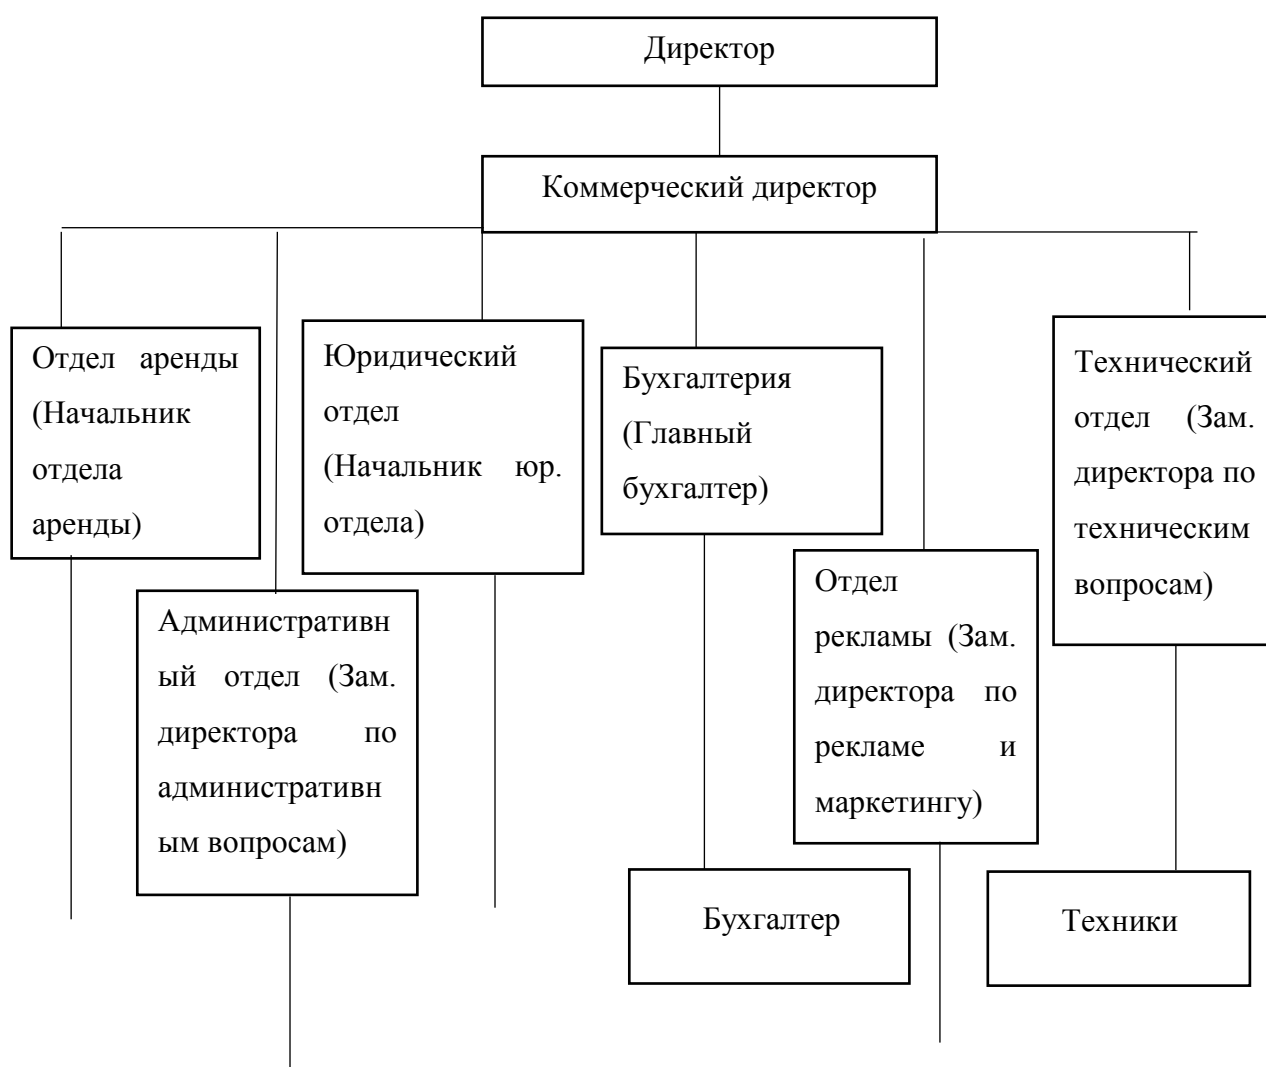 Директор
Коммерческий директор
Отдел аренды
(Начальник
отдела
аренды)
Юридический
отдел
(Начальник юр.
отдела)
Бухгалтерия
(Главный
бухгалтер)
Технический
отдел (Зам.
директора по
техническим
вопросам)
Административн
ый отдел (Зам.
директора по
административн
ым вопросам)
Отдел
рекламы (Зам.
директора по
рекламе и
маркетингу)
Бухгалтер
Техники